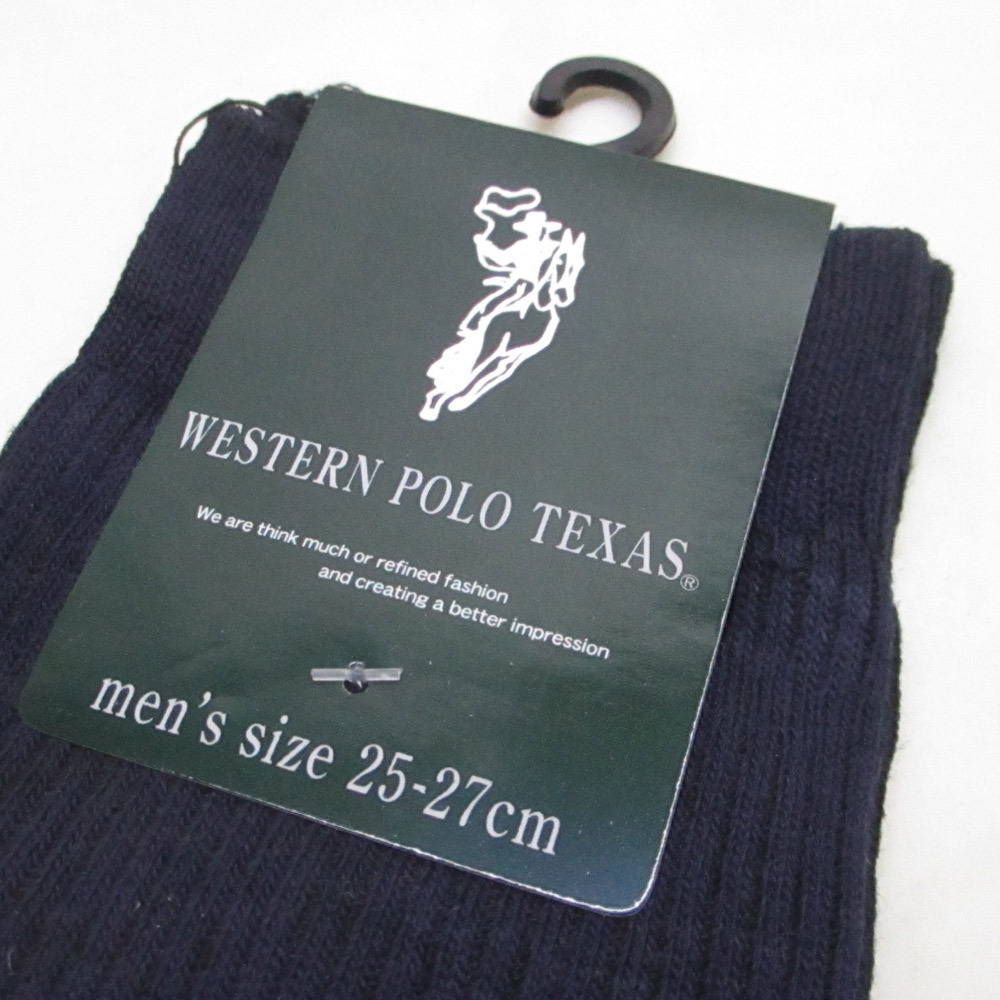 WESTERN POLO TEXAS®
We are think much or refined fashion
and creating a better impression
men's size 25-27cm